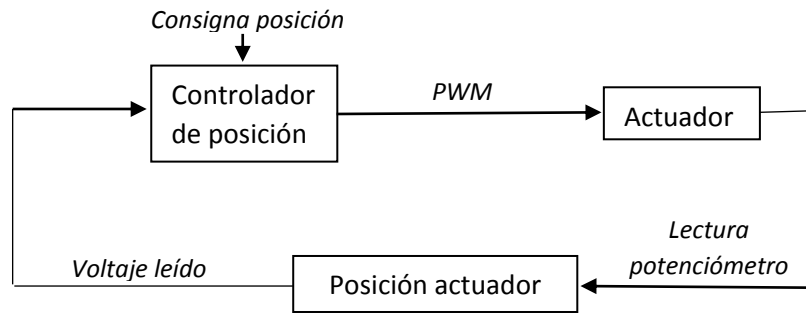 Consigna posición
Controlador
de posición
PWM
Actuador
Lectura
potenciómetro
Voltaje leído
Posición actuador